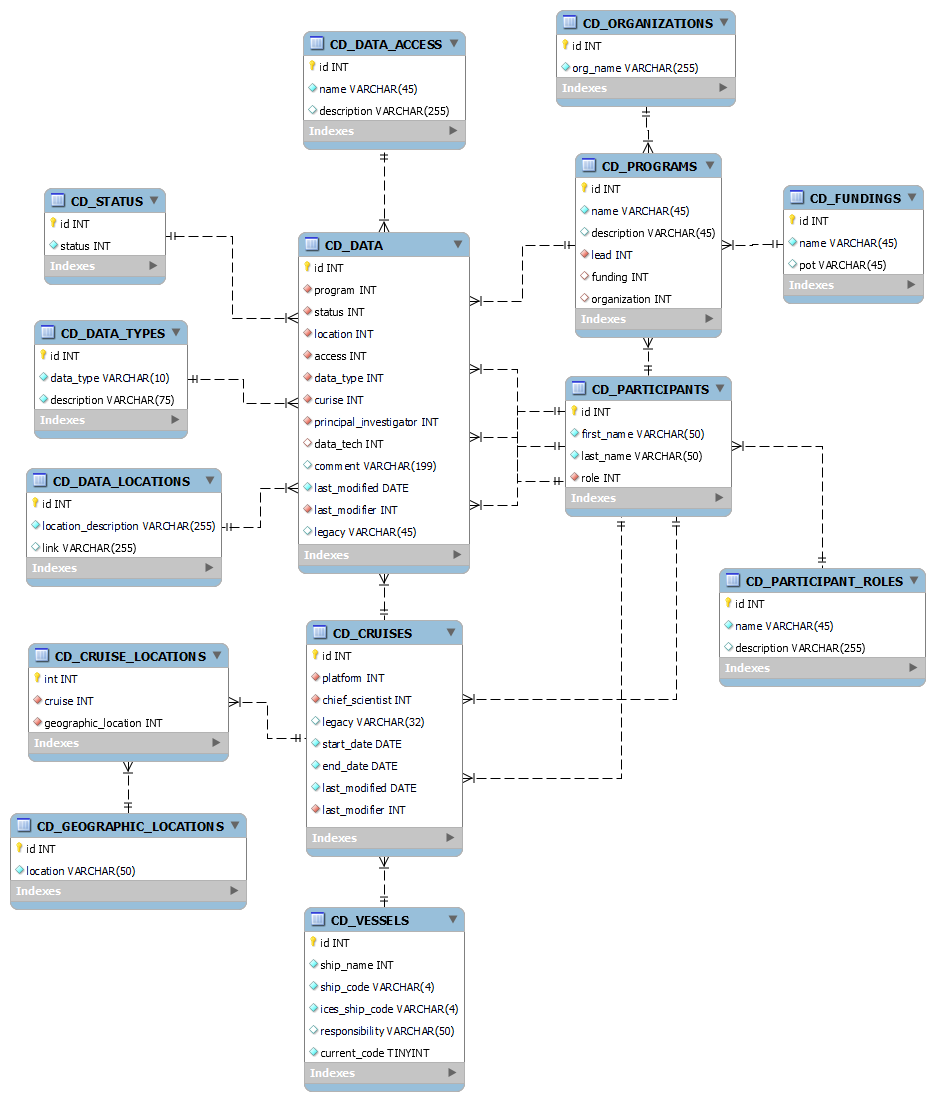 CD_ORGANIZATIONS
id INT
org_name VARCHAR(255)
Indexes
CD_DATA_ACCESS
id INT
name VARCHAR(45)
description VARCHAR(255)
Indexes
CD_PROGRAMS
id INT
name VARCHAR(45)
description VARCHAR(45)
lead INT
funding INT
organization INT
Indexes
CD_FUNDINGS
id INT
name VARCHAR(45)
pot VARCHAR(45)
Indexes
CD_STATUS
id INT
status INT
Indexes
CD_DATA
id INT
program INT
status INT
location INT
access INT
data_type INT
curise INT
principal_investigator INT
data_tech INT
comment VARCHAR(199)
last_modified DATE
last_modifier INT
legacy VARCHAR(45)
Indexes
CD_DATA_TYPES
id INT
data_type VARCHAR(10)
description VARCHAR(75)
Indexes
CD_PARTICIPANTS
id INT
first_name VARCHAR(50)
last_name VARCHAR(50)
role INT
Indexes
CD_DATA_LOCATIONS
id INT
location_description VARCHAR(255)
link VARCHAR(255)
Indexes
CD_PARTICIPANT_ROLES
id INT
name VARCHAR(45)
description VARCHAR(255)
Indexes
CD_CRUISES
id INT
platform INT
chief_scientist INT
legacy VARCHAR(32)
start_date DATE
end_date DATE
last_modified DATE
last_modifier INT
Indexes
CD_CRUISE_LOCATIONS
int INT
cruise INT
geographic_location INT
Indexes
CD_GEOGRAPHIC_LOCATIONS
id INT
location VARCHAR(50)
Indexes
CD_VESSELS
id INT
ship_name INT
ship_code VARCHAR(4)
ices_ship_code VARCHAR(4)
responsibility VARCHAR(50)
current_code TINYINT
Indexes